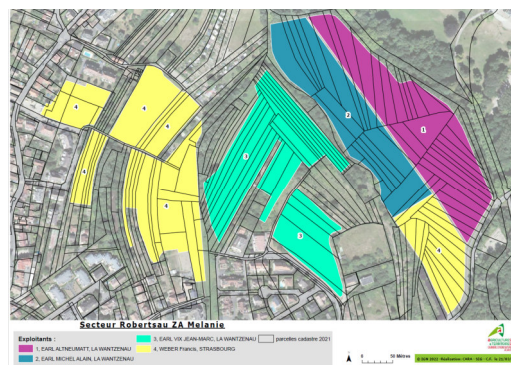 4
4
4
4
4
3
3
2
1
4
Secteur Robertsau ZA Melanie
Exploitants :
1, EARL ALTNEUMATT, LA WANTZENAU
2, EARL MICHEL ALAIN, LA WANTZENAU
3, EARL VIX JEAN-MARC, LA WANTZENAU
4, WEBER Francis, STRASBOURG
parcelles cadastre 2021
0 50 Mètres